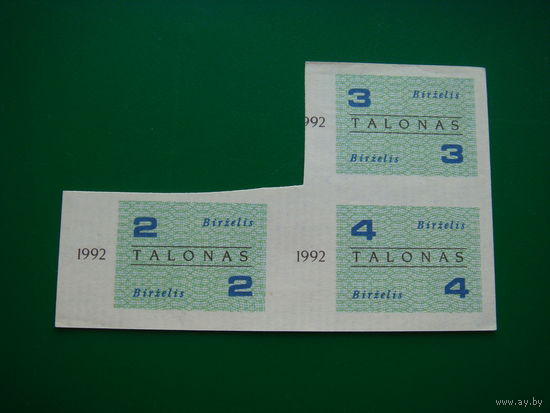 3 Birželis
992 TALONAS
Birželis 3
2 Birželis
1992 TALONAS
Birželis 2
4 Birželis
1992 TALONAS
Birželis 4
www.ay.by